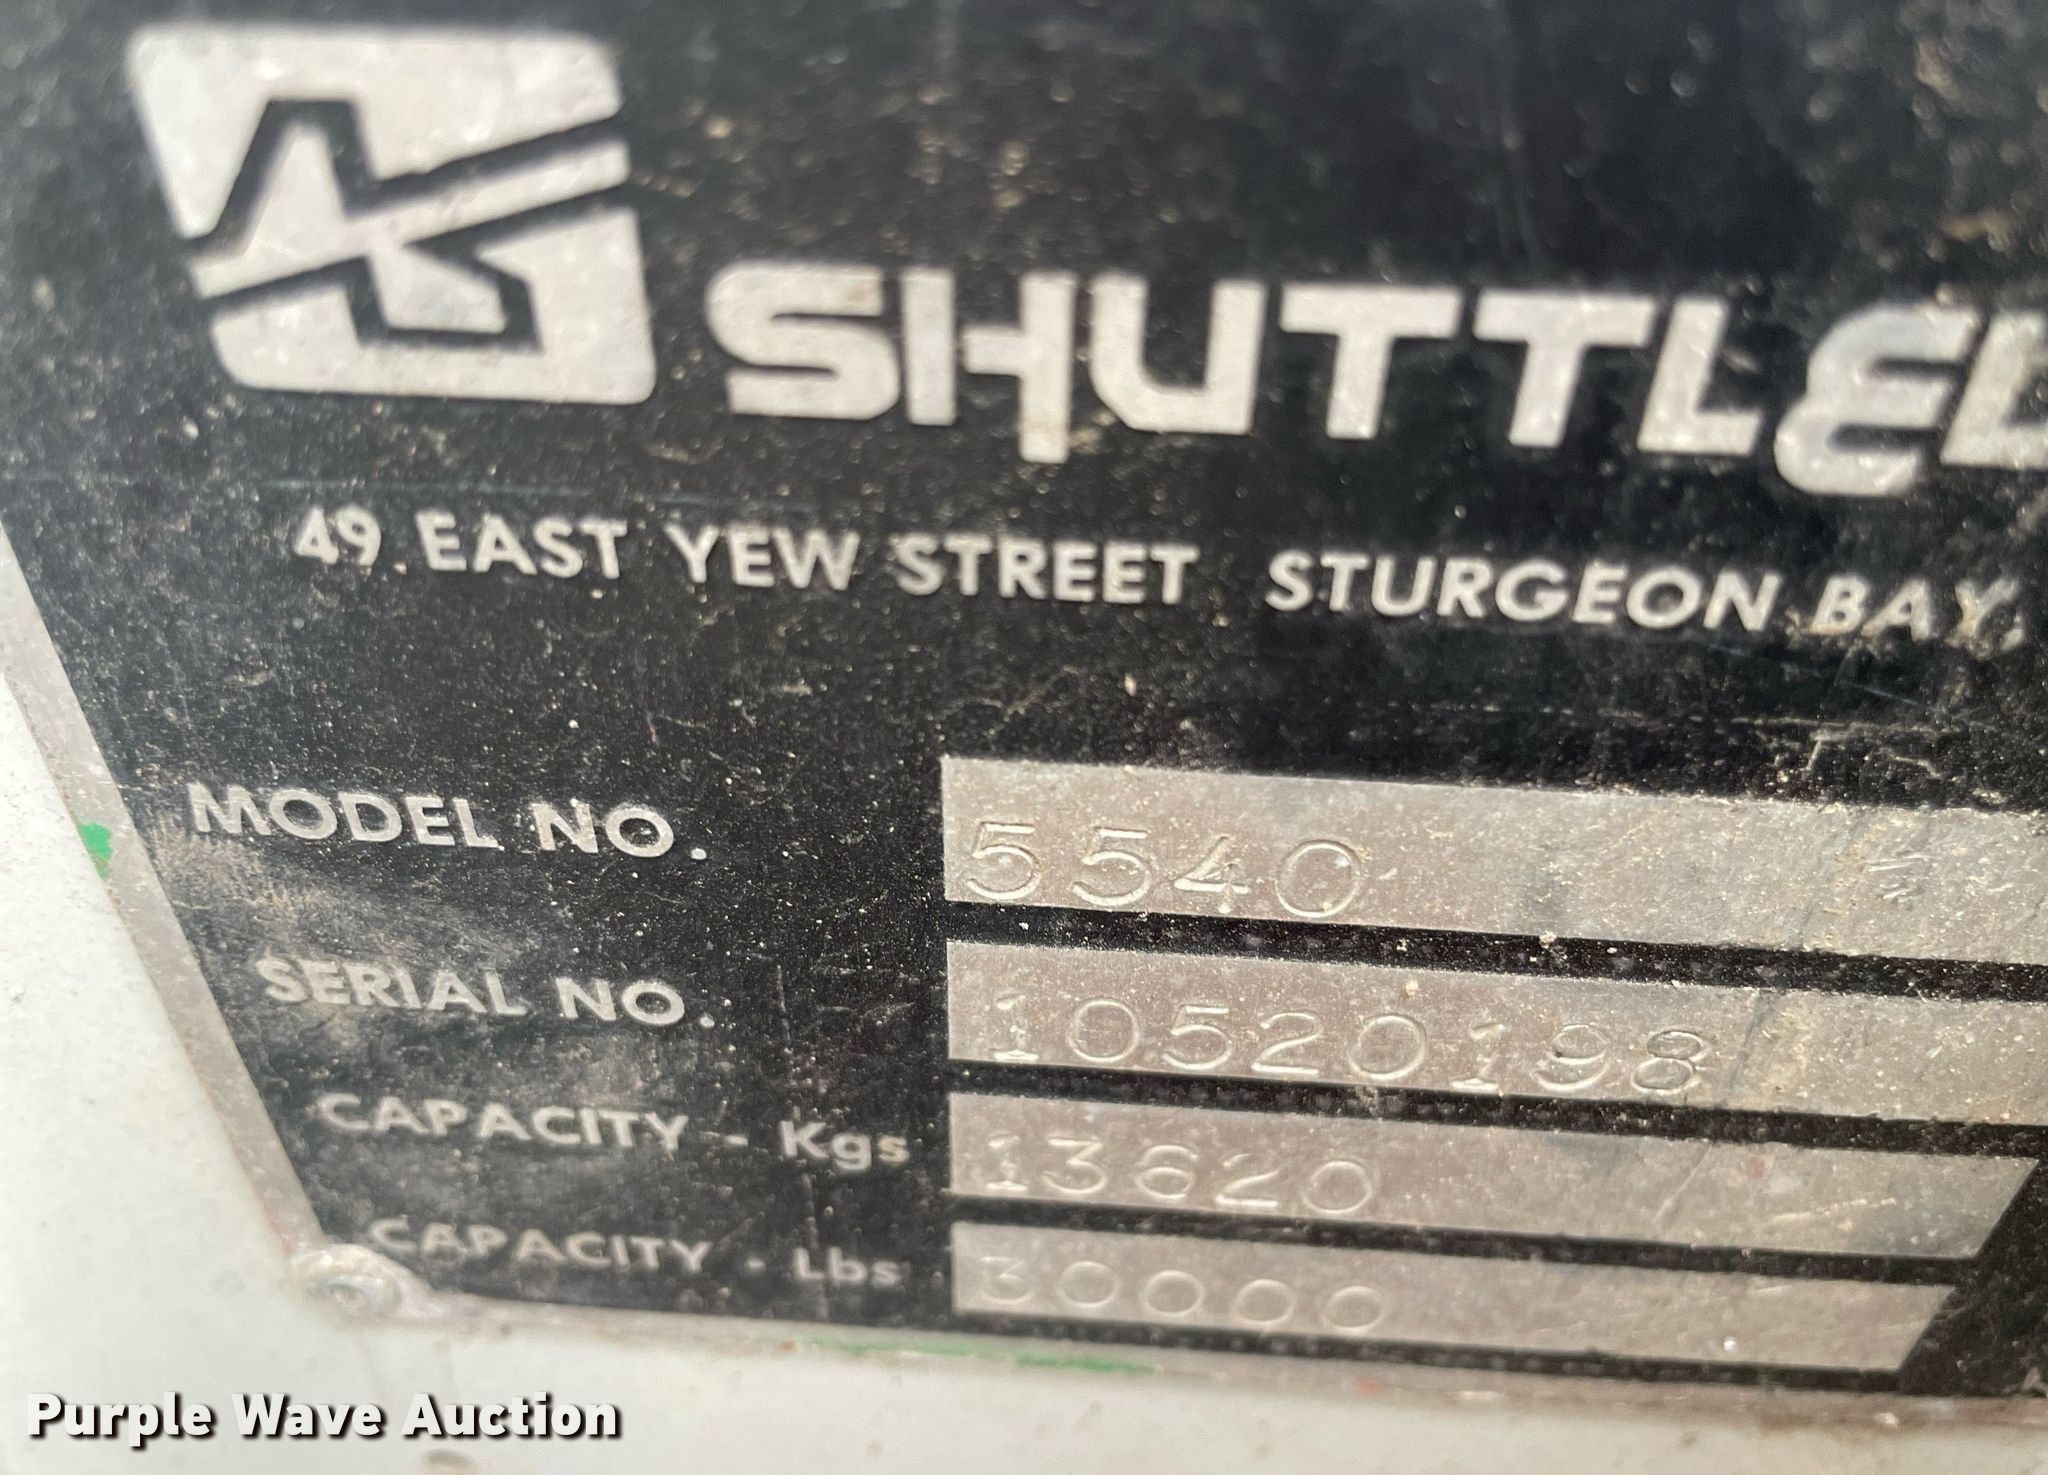 SHUTTLE
49 EAST YEW STREET STURGEON BAY,
MODEL NO. 5540
SERIAL NO. 10520198
CAPACITY - Kgs 13620
CAPACITY - Lbs 30000
Purple Wave Auction